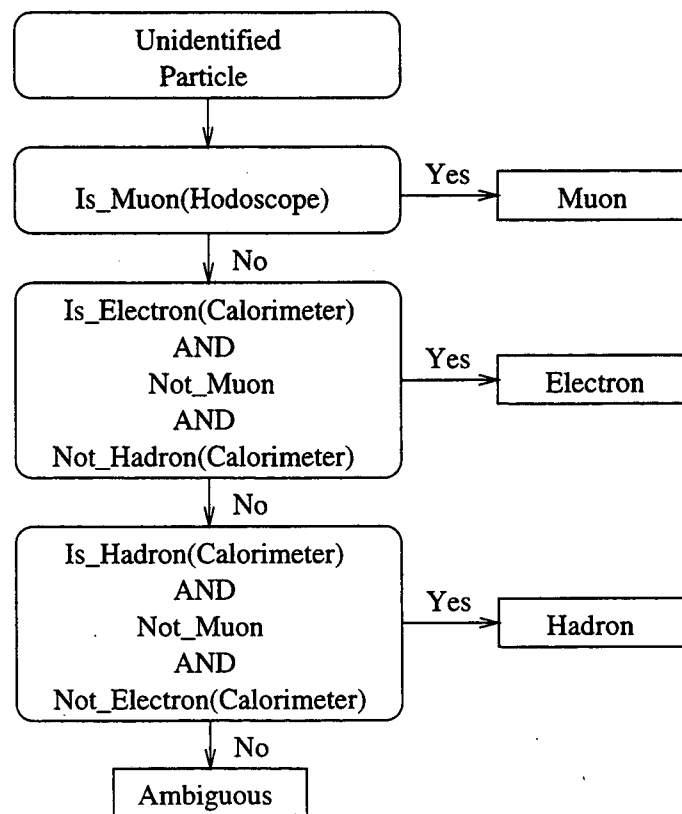 Unidentified
Particle
Is_Muon(Hodoscope)
Yes
Muon
No
Is_Electron(Calorimeter)
AND
Not_Muon
AND
Not_Hadron(Calorimeter)
Yes
Electron
No
Is_Hadron(Calorimeter)
AND
Not_Muon
AND
Not_Electron(Calorimeter)
Yes
Hadron
No
Ambiguous